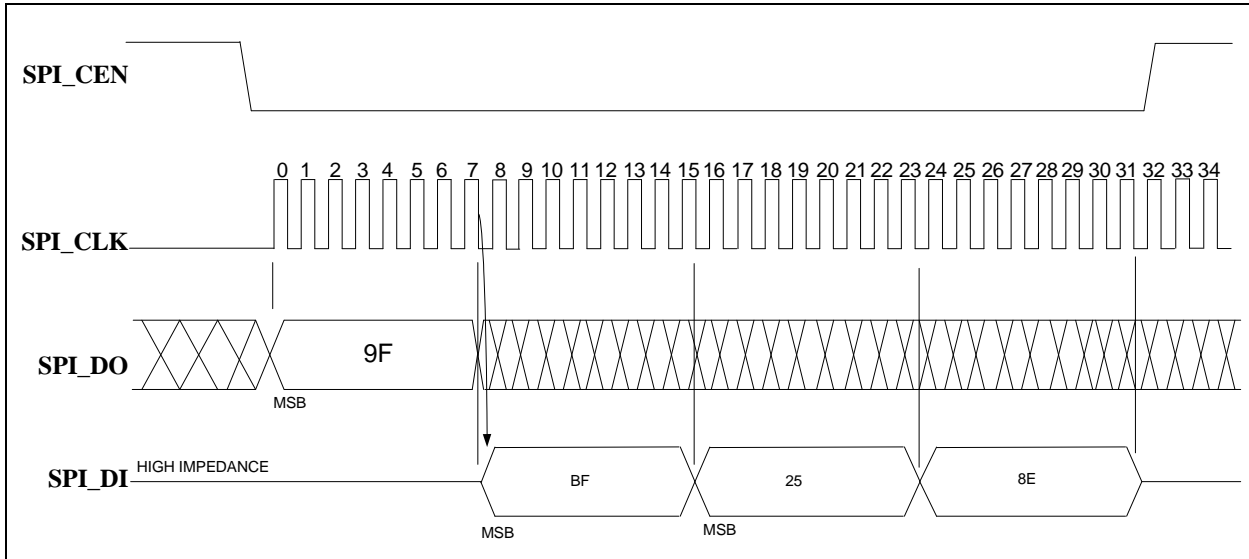 SPI_CEN
0 1 2 3 4 5 6 7 8 9 10 11 12 13 14 15 16 17 18 19 20 21 22 23 24 25 26 27 28 29 30 31 32 33 34
SPI_CLK
9F
SPI_DO
MSB
HIGH IMPEDANCE
SPI_DI
BF 25 8E
MSB MSB